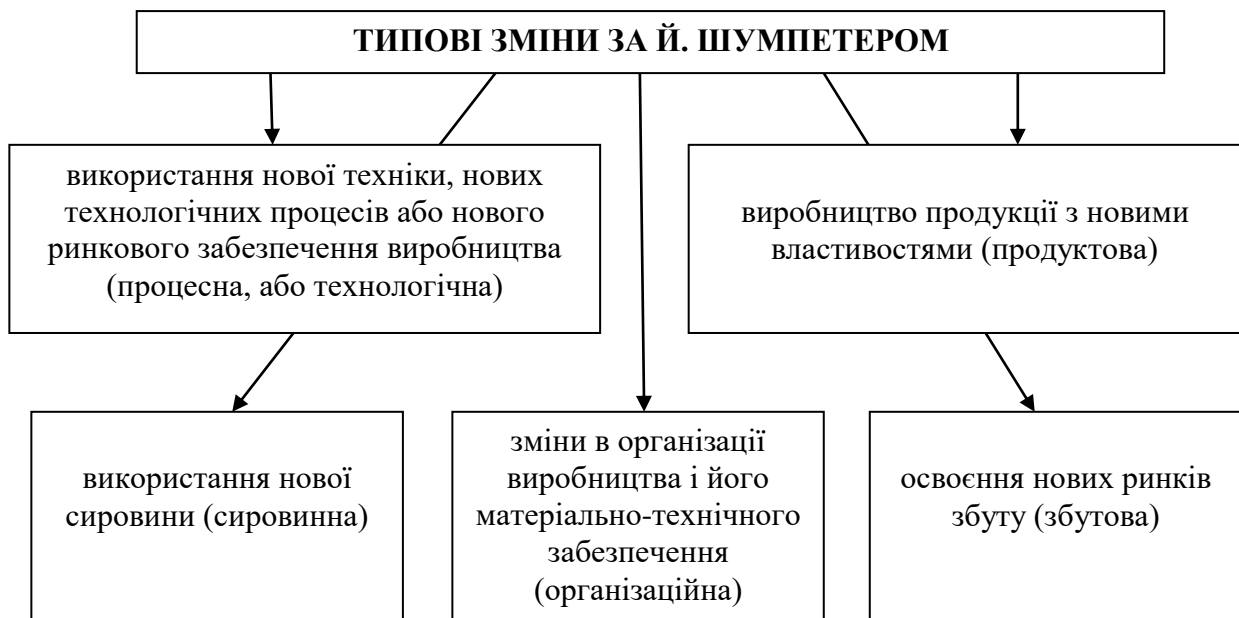 ТИПОВІ ЗМІНИ ЗА Й. ШУМПЕТЕРОМ
використання нової техніки, нових
технологічних процесів або нового
ринкового забезпечення виробництва
(процесна, або технологічна)
виробництво продукції з новими
властивостями (продуктова)
використання нової
сировини (сировинна)
зміни в організації
виробництва і його
матеріально-технічного
забезпечення
(організаційна)
освоєння нових ринків
збуту (збутова)